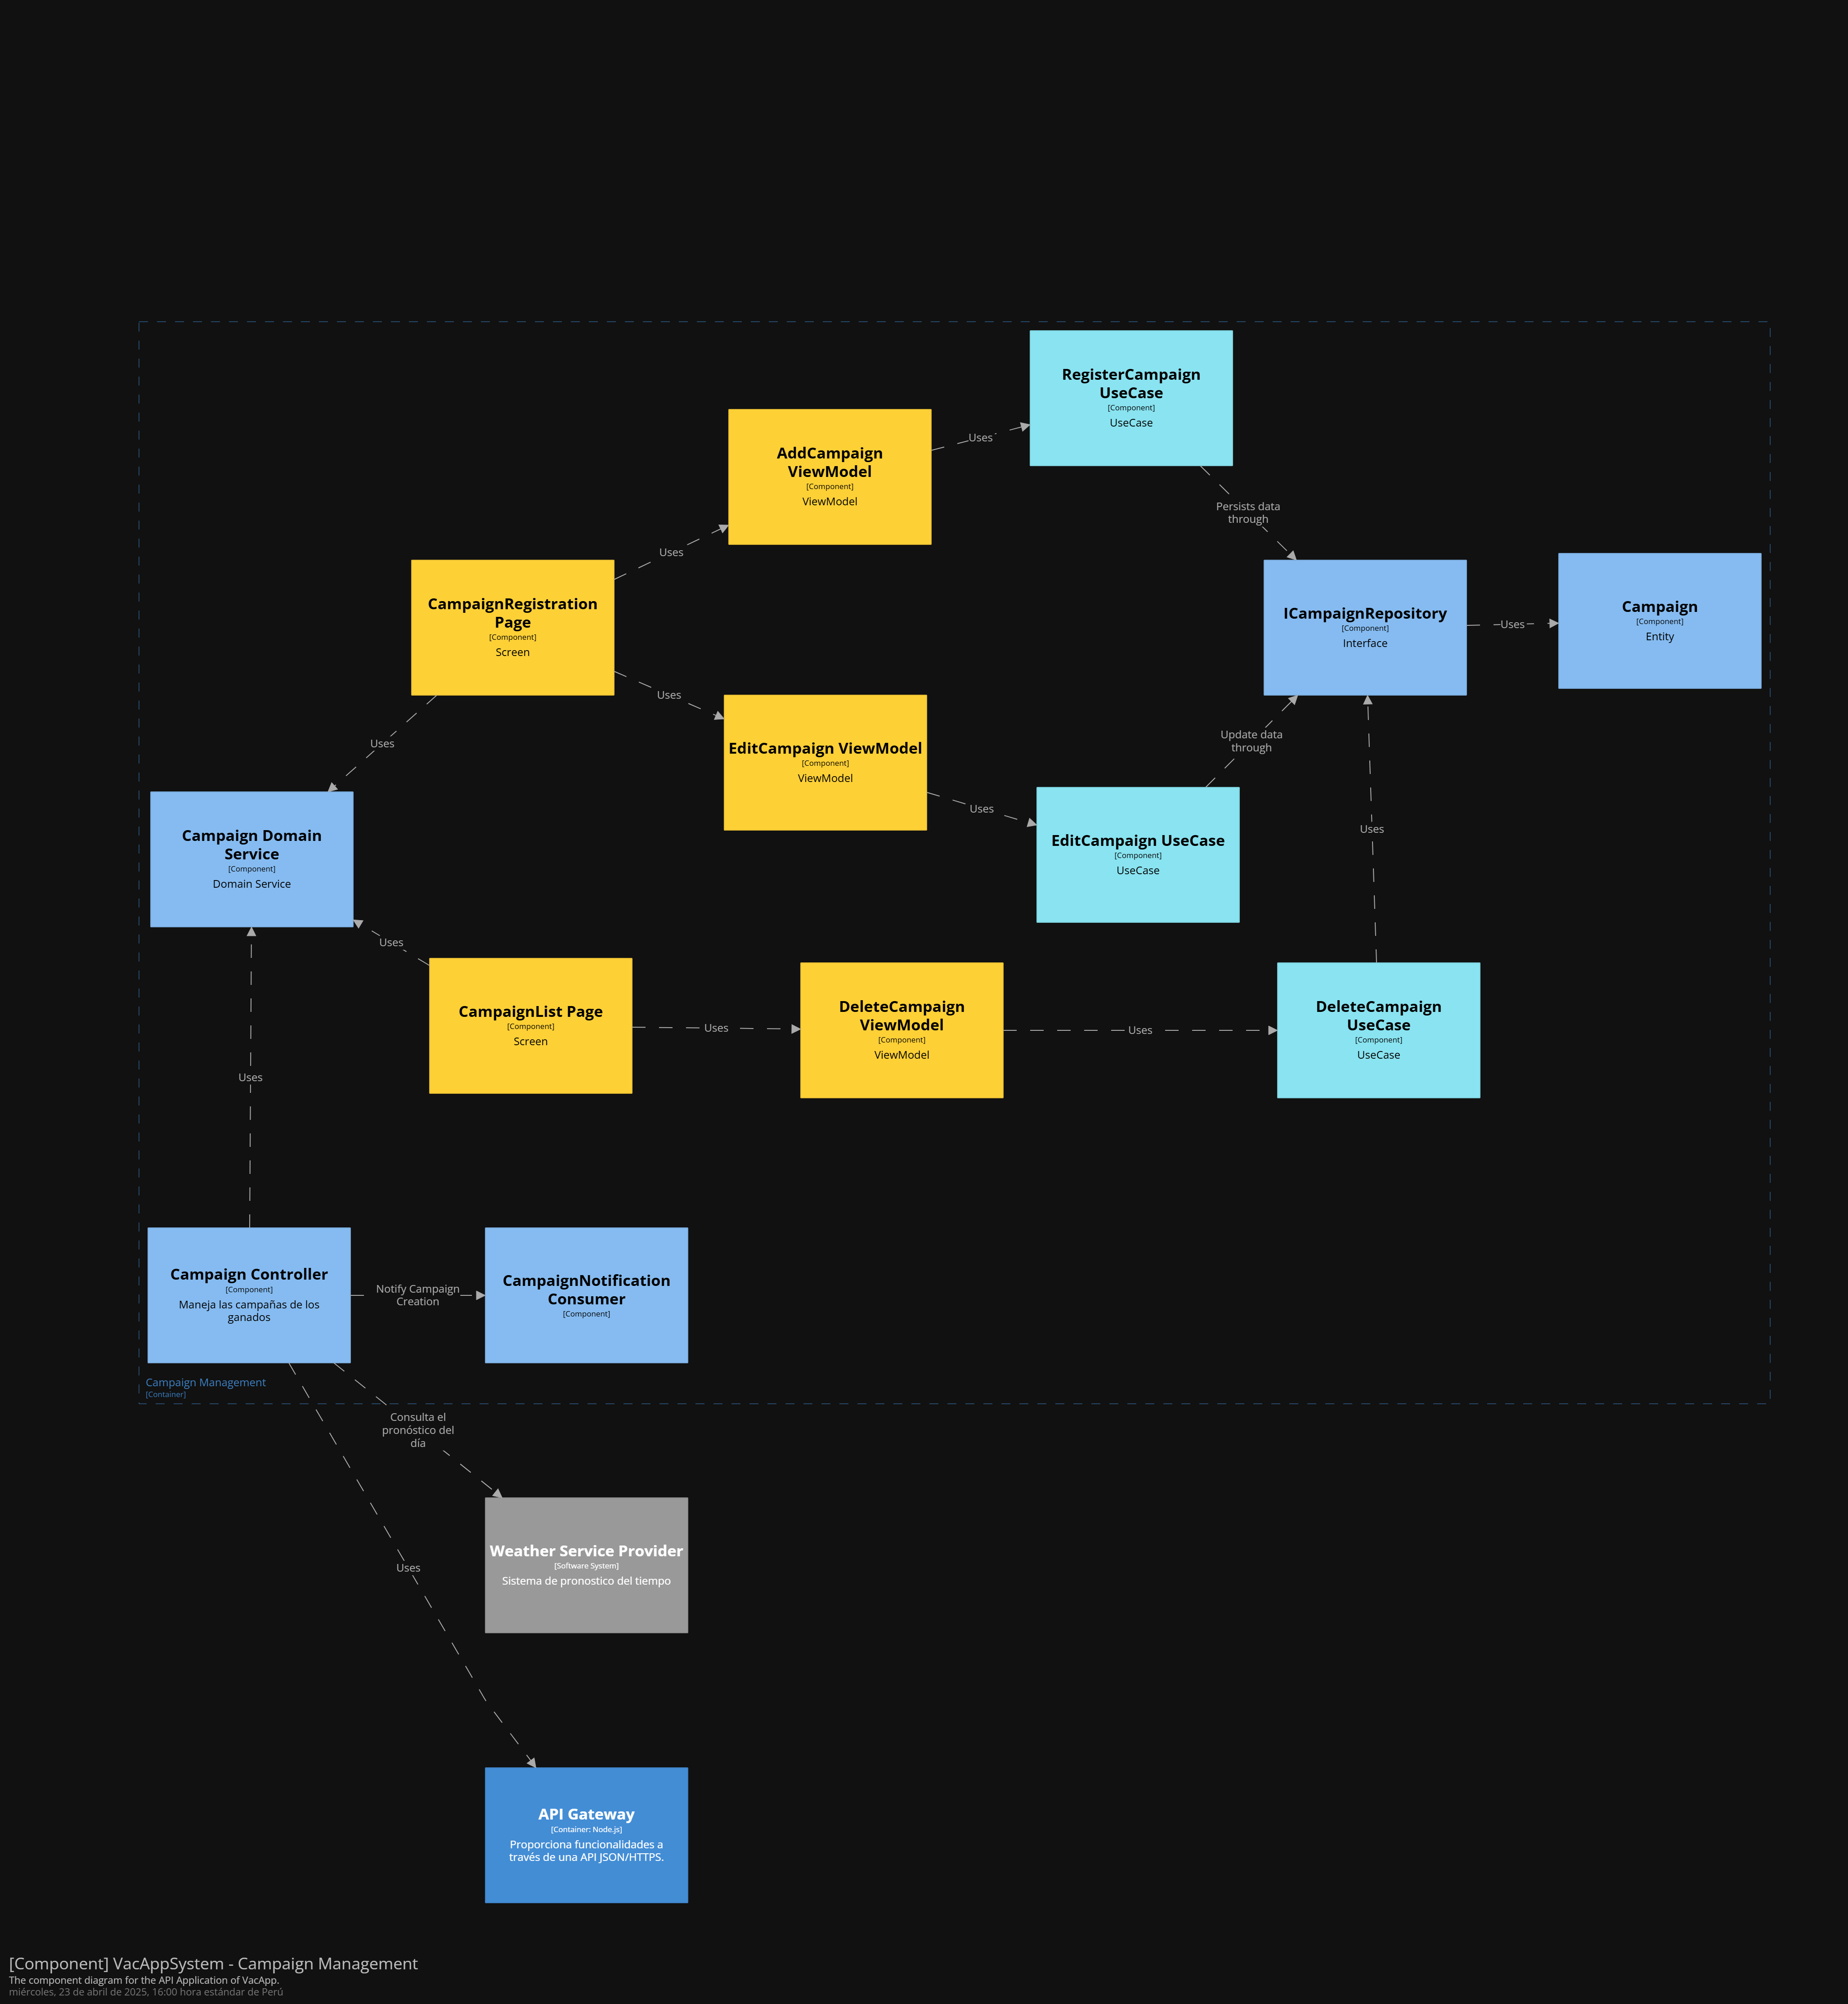 RegisterCampaign
UseCase
[Component]
UseCase
AddCampaign
ViewModel
[Component]
ViewModel
Uses
Persists data
through
Uses
CampaignRegistration
Page
[Component]
Screen
ICampaignRepository
[Component]
Interface
Uses
Campaign
[Component]
Entity
Uses
EditCampaign ViewModel
[Component]
ViewModel
Uses
Update data
through
Uses
EditCampaign UseCase
[Component]
UseCase
Uses
Campaign Domain
Service
[Component]
Domain Service
Uses
CampaignList Page
[Component]
Screen
Uses
DeleteCampaign
ViewModel
[Component]
ViewModel
Uses
DeleteCampaign
UseCase
[Component]
UseCase
Uses
Campaign Controller
[Component]
Maneja las campañas de los
ganados
Notify Campaign
Creation
CampaignNotification
Consumer
[Component]
Campaign Management
[Container]
Consulta el
pronóstico del
día
Weather Service Provider
[Software System]
Sistema de pronostico del tiempo
Uses
API Gateway
[Container: Node.js]
Proporciona funcionalidades a
través de una API JSON/HTTPS.
[Component] VacAppSystem - Campaign Management
The component diagram for the API Application of VacApp.
miércoles, 23 de abril de 2025, 16:00 hora estándar de Perú